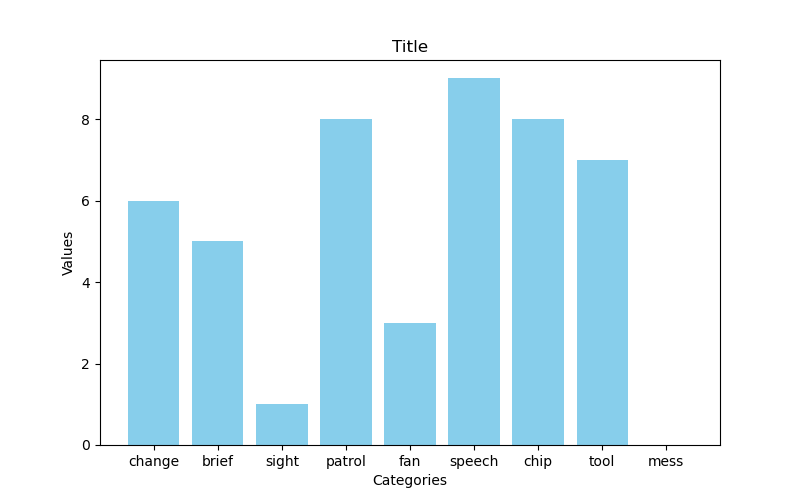 Title
Values
8
6
4
2
0
change brief sight patrol fan speech chip tool mess
Categories